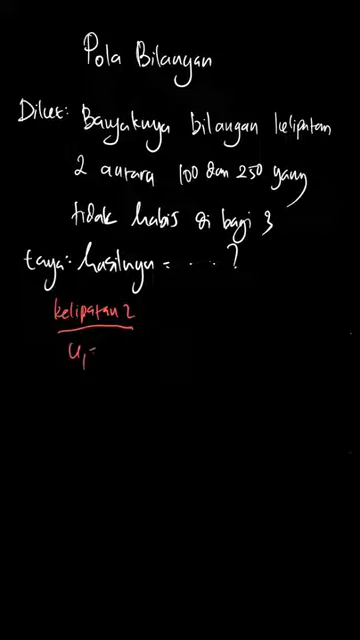 Pola Bilangan
Diket: Banyaknya bilangan kelipatan
2 antara 100 dan 250 yang
tidak habis di bagi 3
tanya: hasilnya = .... ?
kelipatan 2
U₁=